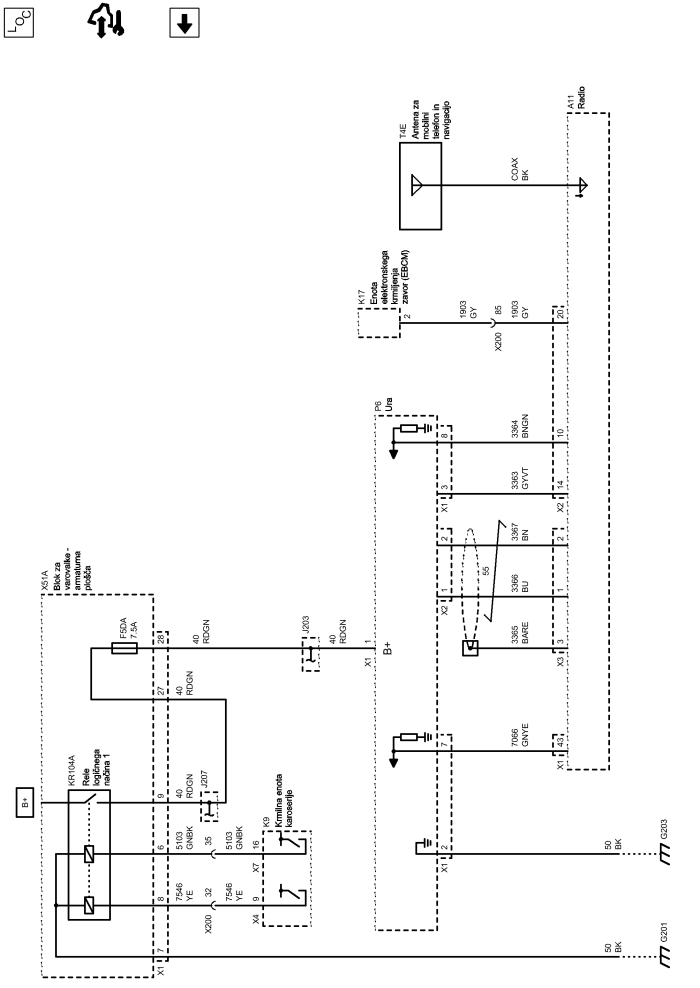 LOC
B+
X51A
Blok za
varovalke -
armaturna
plošča
KR104A
Rele
logičnega
načina 1
F5DA
7.5A
X1
7
8
6
9
27
28
7546
YE
5103
GNBK
40
RDGN
40
RDGN
40
RDGN
X200
32
35
J207
7546
YE
5103
GNBK
X4
9
X7
16
K9
Krmilna enota
karoserije
J203
40
RDGN
X1
1
B+
P6
Ura
X1
2
7
X2
1
2
X1
3
8
K17
Enota
elektronskega
krmiljenja
zavor (EBCM)
2
1903
GY
X200
85
1903
GY
T4E
Antena za
mobilni
telefon in
navigacijo
COAX
BK
A11
Radio
7066
GNYE
3365
BARE
3366
BU
55
3367
BN
3363
GYVT
3364
BNGN
X1
43
X3
3
1
2
X2
14
10
20
50
BK
G201
50
BK
G203